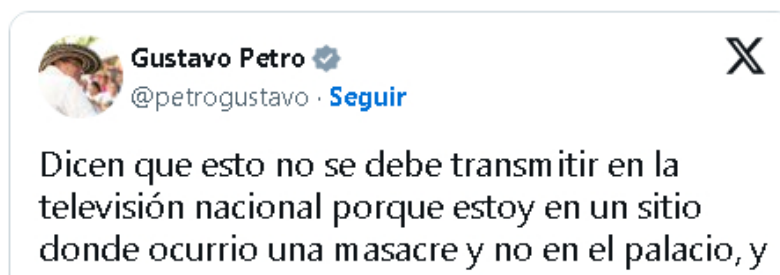 Gustavo Petro
@petrogustavo · Seguir
Dicen que esto no se debe transmitir en la
televisión nacional porque estoy en un sitio
donde ocurrio una masacre y no en el palacio, y